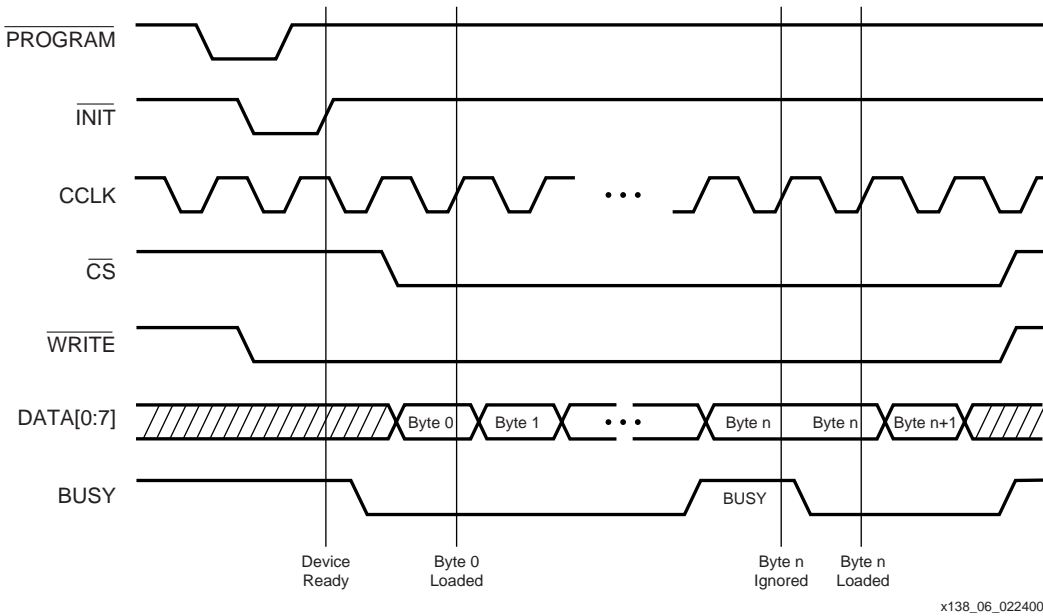 PROGRAM
INIT
CCLK
CS
WRITE
DATA[0:7]
Byte 0
Byte 1
Byte n
Byte n
Byte n+1
BUSY
BUSY
Device
Ready
Byte 0
Loaded
Byte n
Ignored
Byte n
Loaded
x138_06_022400